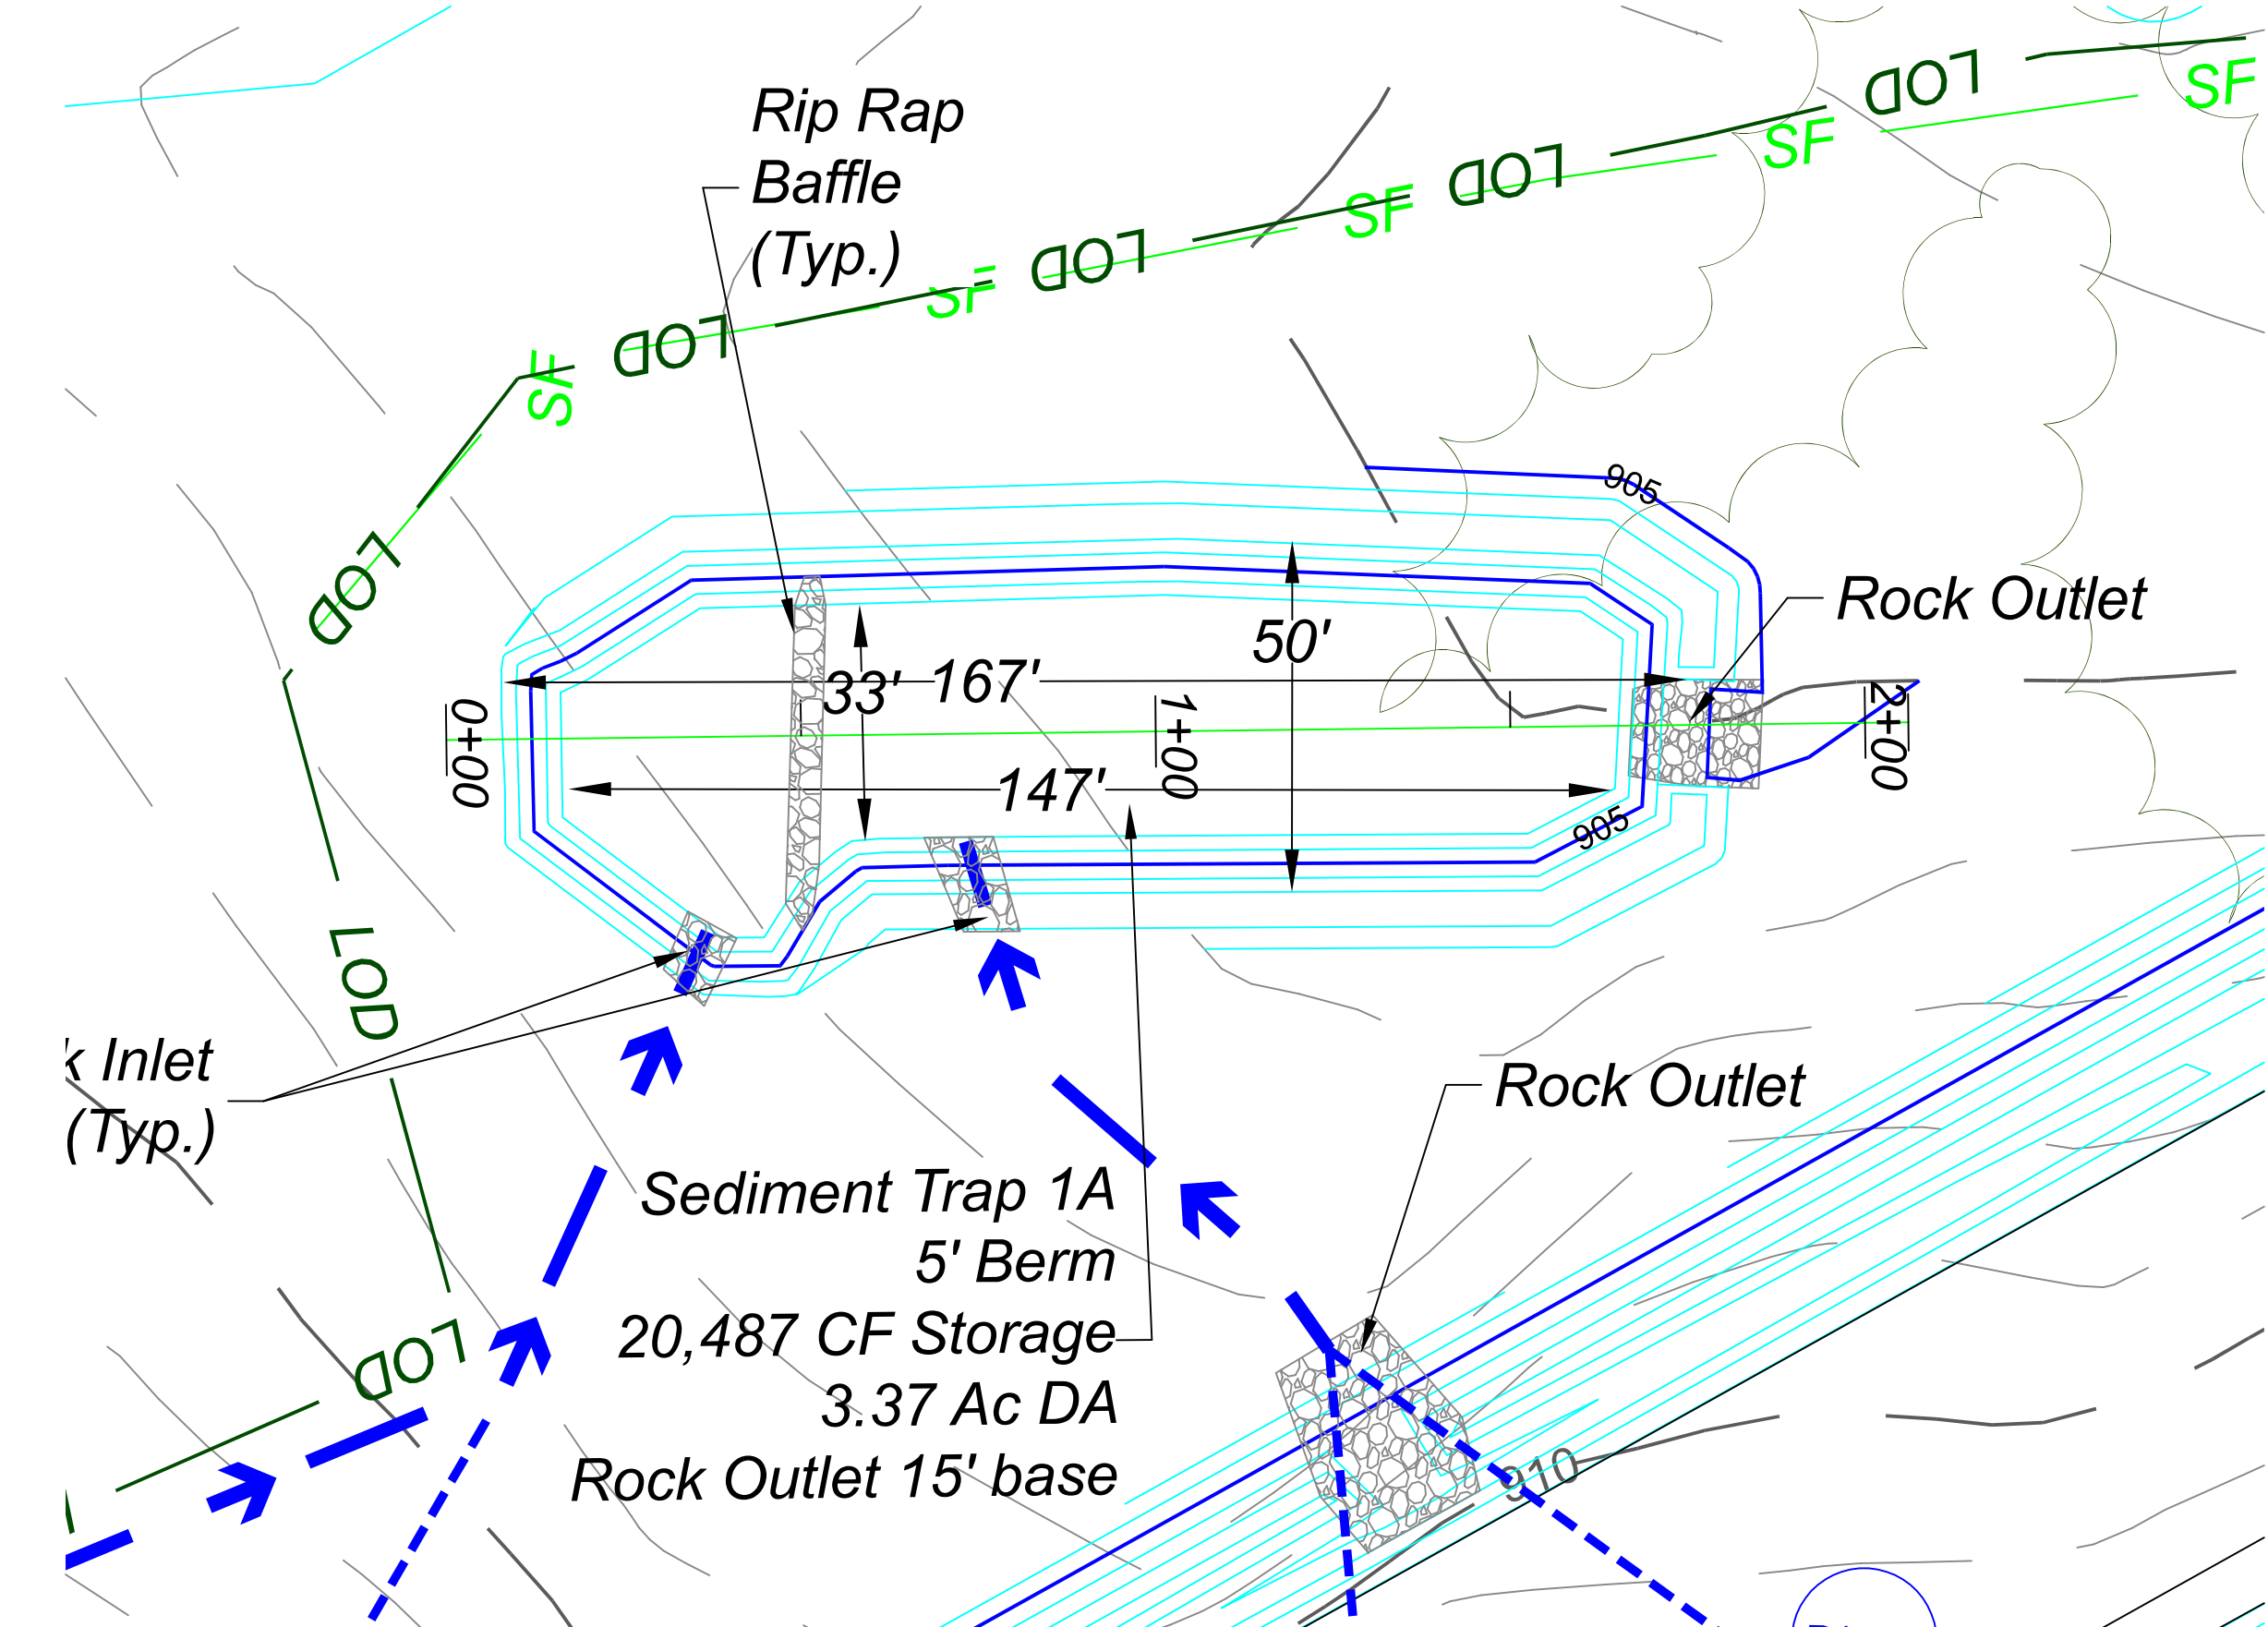 Rip Rap
Baffle
(Typ.)
LOD
SF
LOD
SF
LOD
SF
LOD
SF
LOD
SF
LOD
905
Rock Outlet
50'
33'
167'
0+00
1+00
2+00
147'
905
LOD
k Inlet
(Typ.)
Rock Outlet
Sediment Trap 1A
5' Berm
20,487 CF Storage
3.37 Ac DA
Rock Outlet 15' base
LOD
910